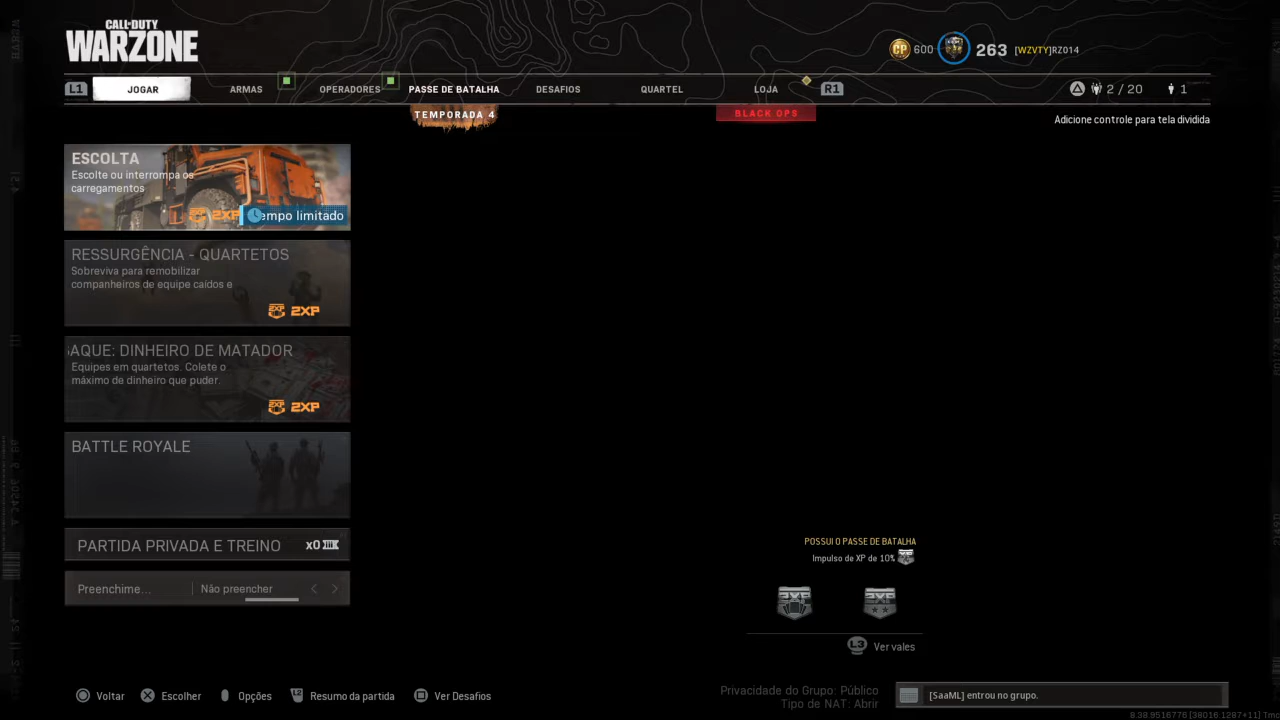 CALL OF DUTY
WARZONE
CP 600
263
[WZVTY]RZ014
L1
JOGAR
ARMAS
OPERADORES
PASSE DE BATALHA
DESAFIOS
QUARTEL
LOJA
R1
2 / 20
1
TEMPORADA 4
BLACK OPS
Adicione controle para tela dividida
ESCOLTA
Escolte ou interrompa os
carregamentos
2XP
empo limitado
RESSURGÊNCIA - QUARTETOS
Sobreviva para remobilizar
companheiros de equipe caídos e
2XP
AQUE: DINHEIRO DE MATADOR
Equipes em quartetos. Colete o
máximo de dinheiro que puder.
2XP
BATTLE ROYALE
PARTIDA PRIVADA E TREINO
x0
Preenchime...
Não preencher
POSSUI O PASSE DE BATALHA
Impulso de XP de 10%
2XP
2XP
L3
Ver vales
Voltar
Escolher
Opções
L2
Resumo da partida
Ver Desafios
Privacidade do Grupo: Público
Tipo de NAT: Abrir
[SaaML] entrou no grupo.